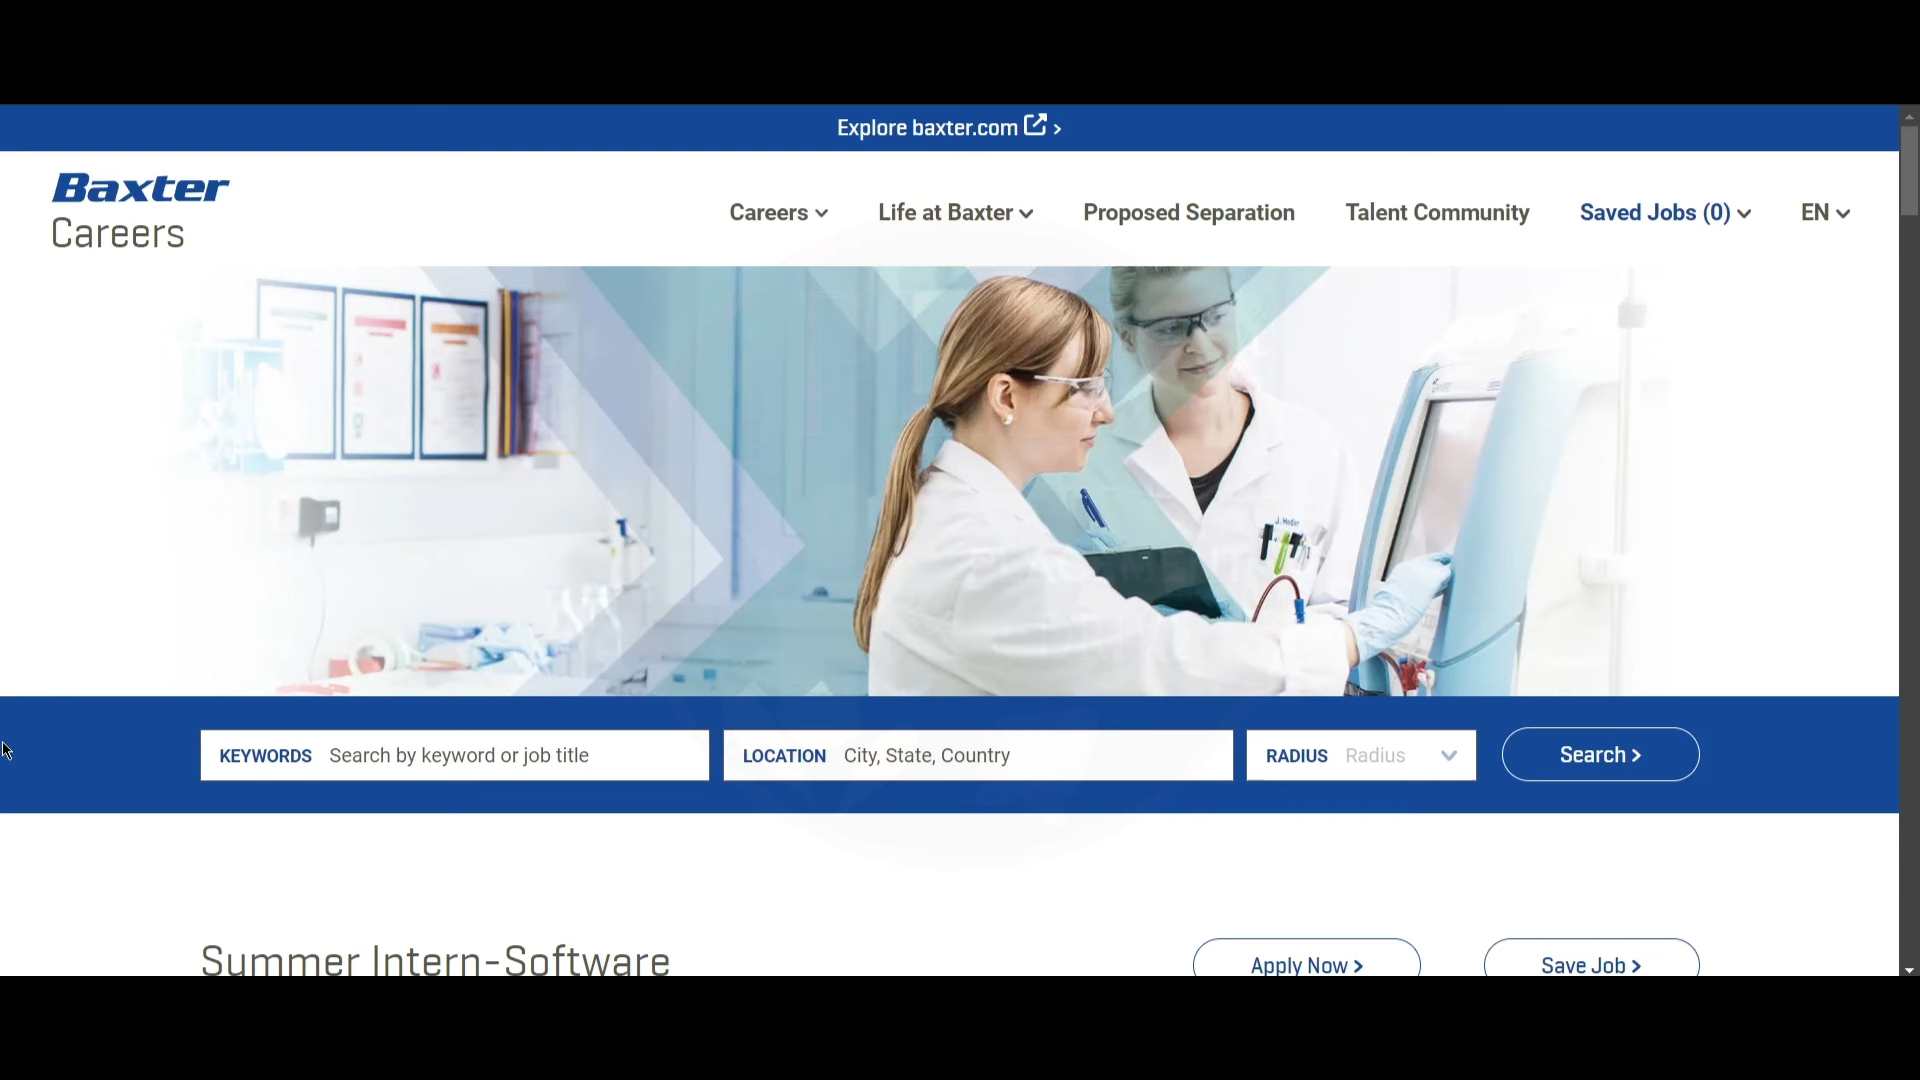 Explore baxter.com >
Baxter
Careers
Careers
Life at Baxter
Proposed Separation
Talent Community
Saved Jobs (0)
EN
KEYWORDS Search by keyword or job title
LOCATION City, State, Country
RADIUS Radius
Search >
Summer Intern-Software
Apply Now >
Save Job >